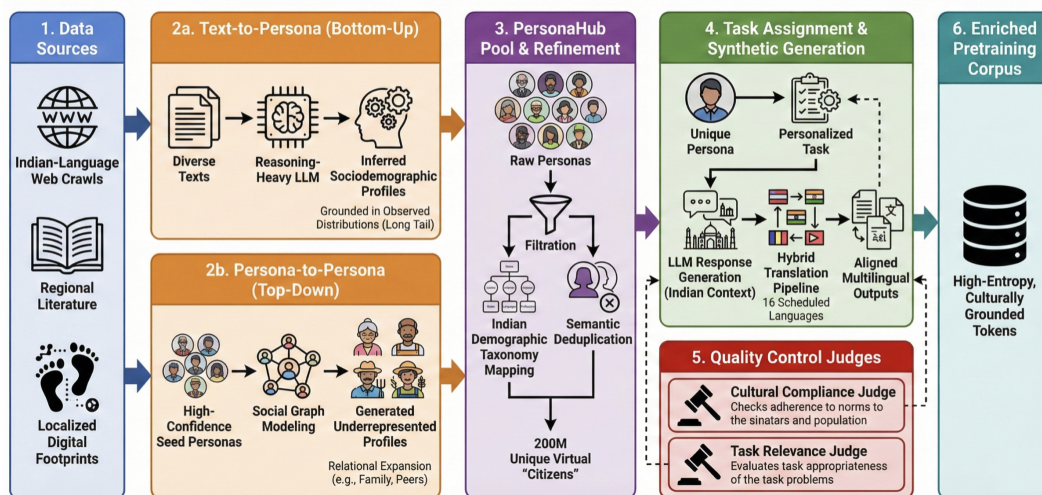 1. Data
Sources
WWW
Indian-Language
Web Crawls
Regional
Literature
Localized
Digital
Footprints
2a. Text-to-Persona (Bottom-Up)
Diverse
Texts
Reasoning-
Heavy LLM
Inferred
Sociodemographic
Profiles
Grounded in Observed
Distributions (Long Tail)
2b. Persona-to-Persona
(Top-Down)
High-
Confidence
Seed Personas
Social Graph
Modeling
Generated
Underrepresented
Profiles
Relational Expansion
(e.g., Family, Peers)
3. PersonaHub
Pool & Refinement
Raw Personas
Filtration
Indian
Demographic
Taxonomy
Mapping
Semantic
Deduplication
200M
Unique Virtual
"Citizens"
4. Task Assignment &
Synthetic Generation
Unique
Persona
Personalized
Task
LLM Response
Generation
(Indian Context)
Hybrid
Translation
Pipeline
16 Scheduled
Languages
Aligned
Multilingual
Outputs
5. Quality Control Judges
Cultural Compliance Judge
Checks adherence to norms to
the sinatars and population
Task Relevance Judge
Evaluates task appropriateness
of the task problems
6. Enriched
Pretraining
Corpus
High-Entropy,
Culturally
Grounded
Tokens